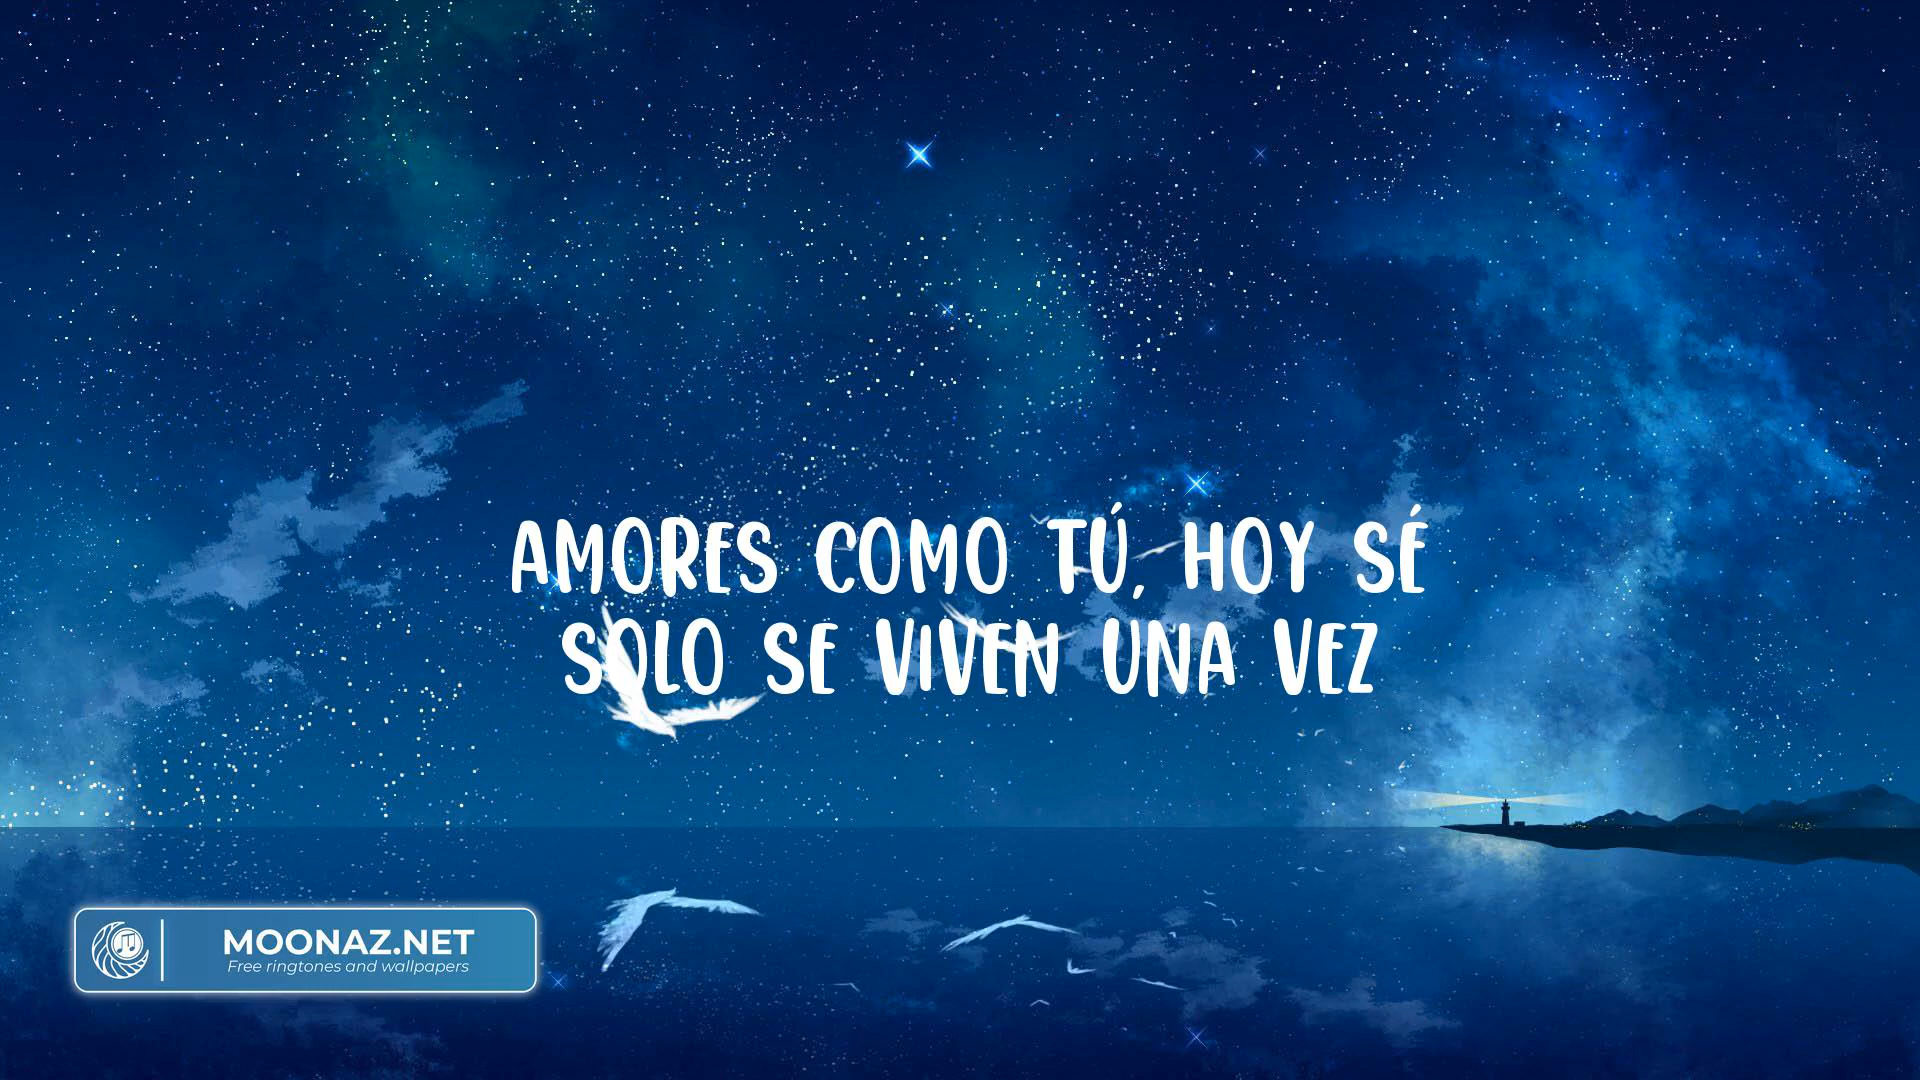 AMORES COMO TÚ, HOY SÉ
SOLO SE VIVEN UNA VEZ
MOONAZ.NET
Free ringtones and wallpapers